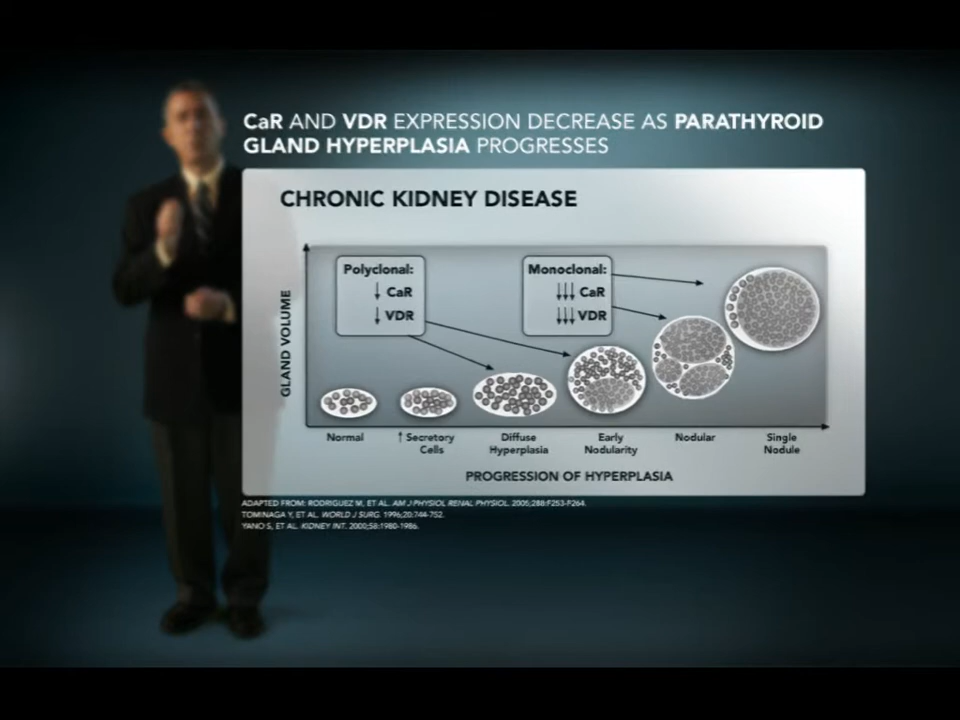 CaR AND VDR EXPRESSION DECREASE AS PARATHYROID
GLAND HYPERPLASIA PROGRESSES
CHRONIC KIDNEY DISEASE
GLAND VOLUME
Polyclonal:
↓ CaR
↓ VDR
Monoclonal:
↓↓↓ CaR
↓↓↓ VDR
Normal
↑ Secretory
Cells
Diffuse
Hyperplasia
Early
Nodularity
Nodular
Single
Nodule
PROGRESSION OF HYPERPLASIA
ADAPTED FROM: RODRIGUEZ M, ET AL. AM J PHYSIOL RENAL PHYSIOL. 2005;288:F253-F264.
TOMINAGA Y, ET AL. WORLD J SURG. 1996;20:744-752.
YANO S, ET AL. KIDNEY INT. 2000;58:1980-1986.